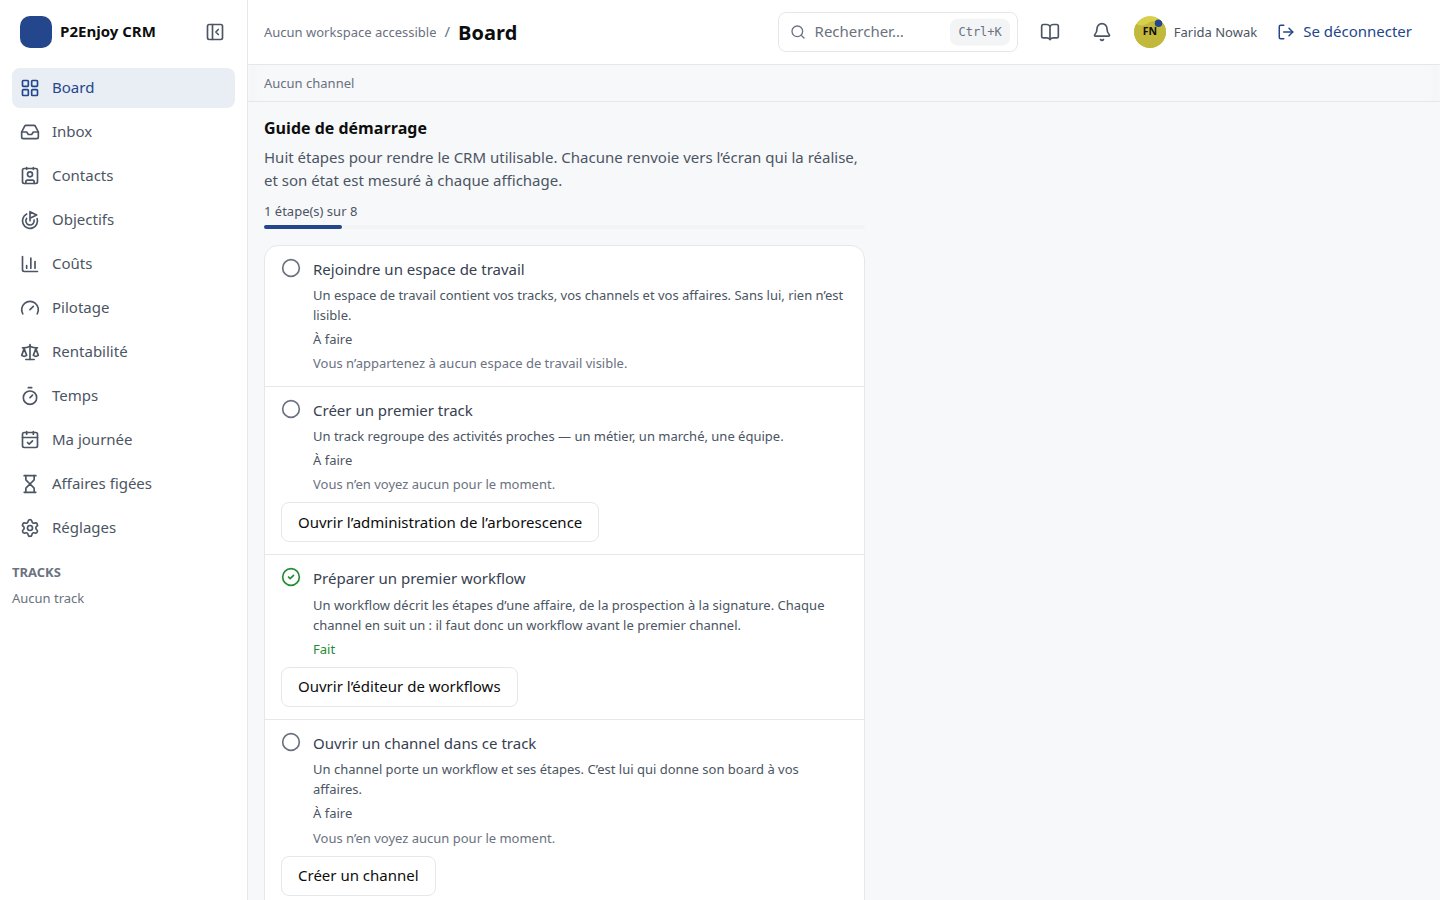 P2Enjoy CRM
Aucun workspace accessible / Board
Rechercher... Ctrl+K
FN Farida Nowak
Se déconnecter
Board
Inbox
Contacts
Objectifs
Coûts
Pilotage
Rentabilité
Temps
Ma journée
Affaires figées
Réglages
TRACKS
Aucun track
Aucun channel
Guide de démarrage
Huit étapes pour rendre le CRM utilisable. Chacune renvoie vers l’écran qui la réalise,
et son état est mesuré à chaque affichage.
1 étape(s) sur 8
Rejoindre un espace de travail
Un espace de travail contient vos tracks, vos channels et vos affaires. Sans lui, rien n’est
lisible.
À faire
Vous n’appartenez à aucun espace de travail visible.
Créer un premier track
Un track regroupe des activités proches — un métier, un marché, une équipe.
À faire
Vous n’en voyez aucun pour le moment.
Ouvrir l’administration de l’arborescence
Préparer un premier workflow
Un workflow décrit les étapes d’une affaire, de la prospection à la signature. Chaque
channel en suit un : il faut donc un workflow avant le premier channel.
Fait
Ouvrir l’éditeur de workflows
Ouvrir un channel dans ce track
Un channel porte un workflow et ses étapes. C’est lui qui donne son board à vos
affaires.
À faire
Vous n’en voyez aucun pour le moment.
Créer un channel